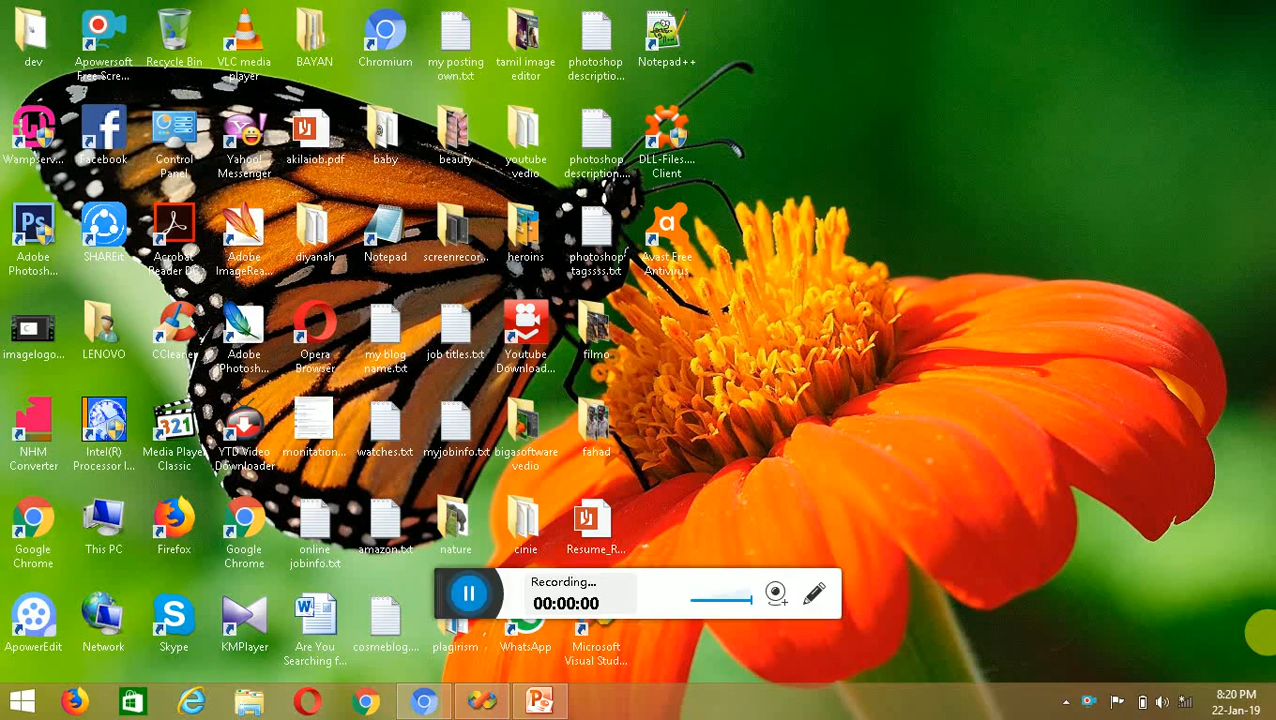 dev
Apowersoft
Free Scre...
Recycle Bin
VLC media
player
BAYAN
Chromium
my posting
own.txt
tamil image
editor
photoshop
descriptio...
Notepad++
Wampserv...
Facebook
Control
Panel
Yahoo!
Messenger
akilaiob.pdf
baby
beauty
youtube
vedio
photoshop
description....
DLL-Files....
Client
Adobe
Photosh...
SHAREit
Acrobat
Reader DC
Adobe
ImageRea...
diyanah
Notepad
screenrecor...
heroins
photoshop
tagssss.txt
Avast Free
Antivirus
imagelogo...
LENOVO
CCleaner
Adobe
Photosh...
Opera
Browser
my blog
name.txt
job titles.txt
Youtube
Download...
filmo
NHM
Converter
Intel(R)
Processor I...
Media Player
Classic
YTD Video
Downloader
monitation...
watches.txt
myjobinfo.txt
bigasoftware
vedio
fahad
Google
Chrome
This PC
Firefox
Google
Chrome
online
jobinfo.txt
amazon.txt
nature
cinie
Resume_R...
Recording...
00:00:00
ApowerEdit
Network
Skype
KMPlayer
Are You
Searching f...
cosmeblog....
plagirism
WhatsApp
Microsoft
Visual Stud...
8:20 PM
22-Jan-19